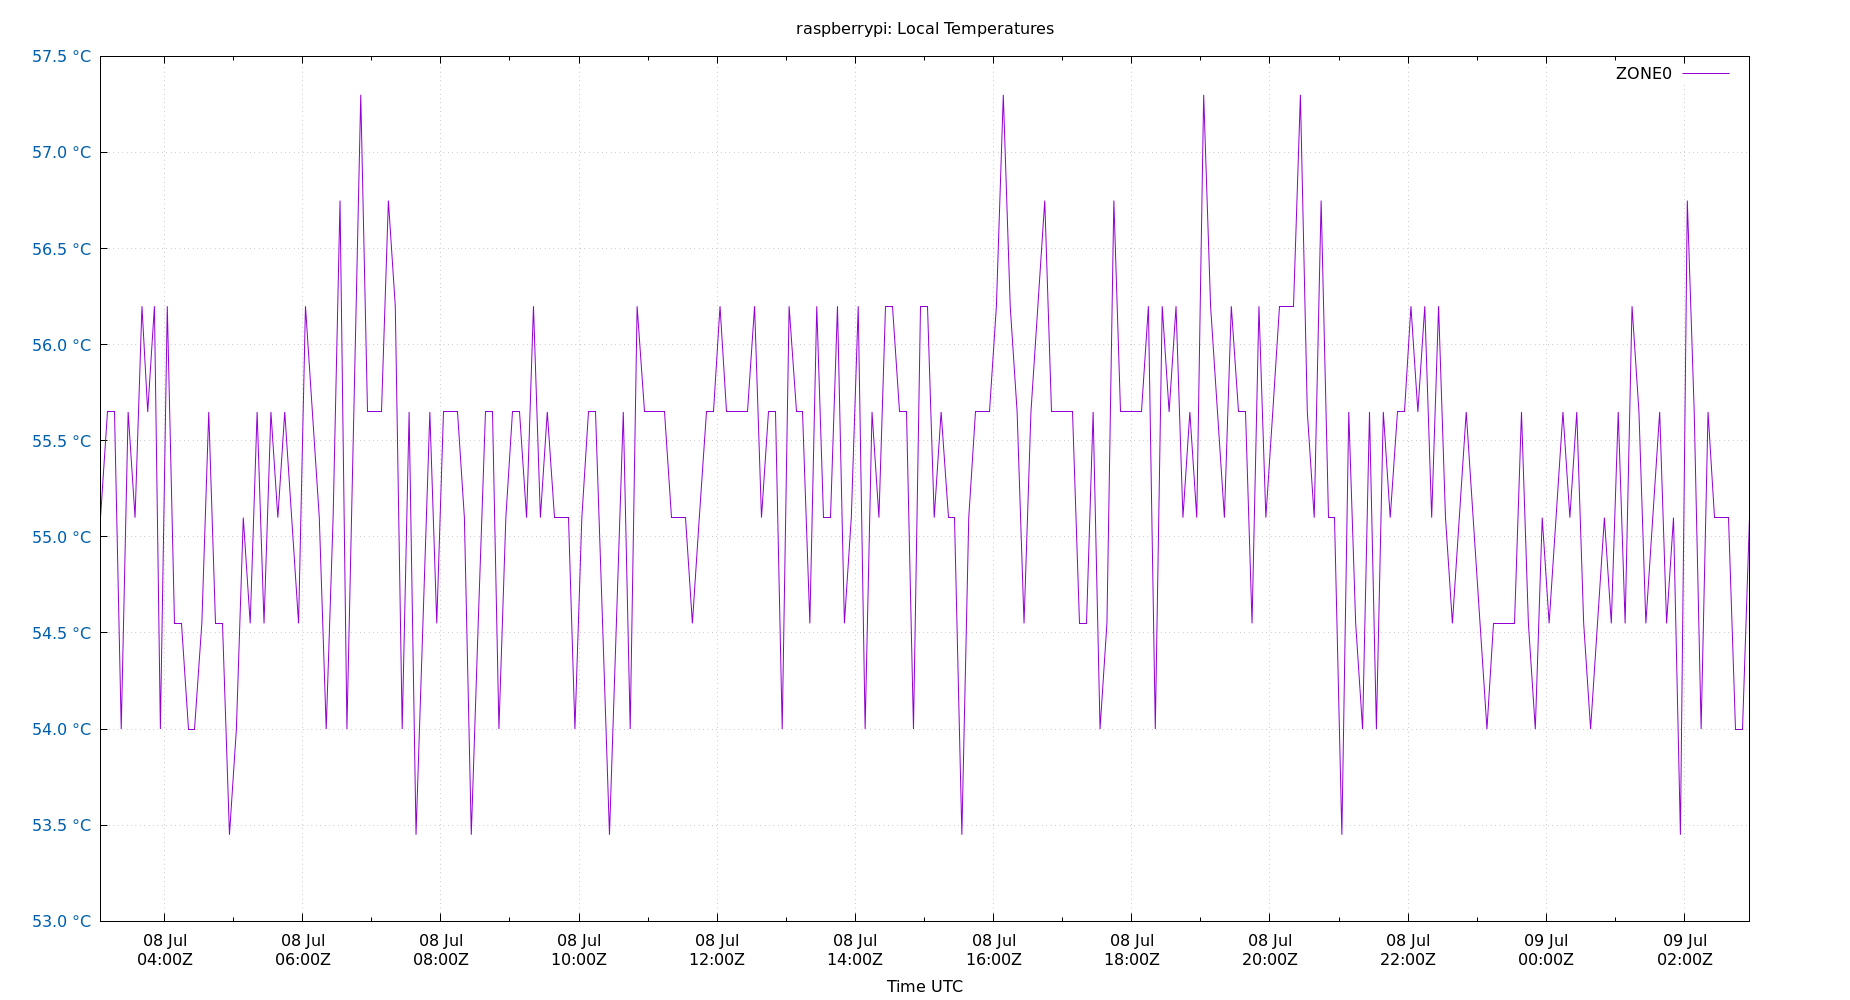 raspberrypi: Local Temperatures
57.5 °C
ZONE0
57.0 °C
56.5 °C
56.0 °C
55.5 °C
55.0 °C
54.5 °C
54.0 °C
53.5 °C
53.0 °C
08 Jul 08 Jul 08 Jul 08 Jul 08 Jul 08 Jul 08 Jul 08 Jul 08 Jul 08 Jul 09 Jul 09 Jul
04:00Z 06:00Z 08:00Z 10:00Z 12:00Z 14:00Z 16:00Z 18:00Z 20:00Z 22:00Z 00:00Z 02:00Z
Time UTC